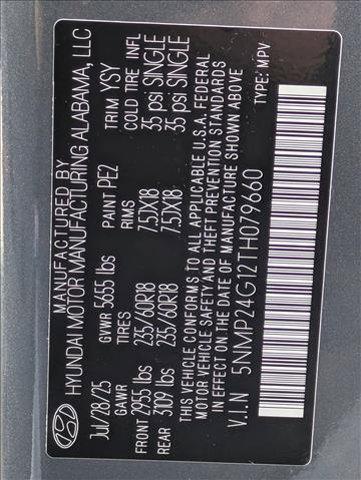 MANUFACTURED BY
HYUNDAI MOTOR MANUFACTURING ALABAMA, LLC
Jul/28/25 GVWR 5655 lbs PAINT PE2 TRIM YSY
GAWR TIRES RIMS COLD TIRE INFL
FRONT 2955 lbs 235/60R18 7.5JX18 35 psi SINGLE
REAR 3109 lbs 235/60R18 7.5JX18 35 psi SINGLE
THIS VEHICLE CONFORMS TO ALL APPLICABLE U.S.A. FEDERAL
MOTOR VEHICLE SAFETY AND THEFT PREVENTION STANDARDS
IN EFFECT ON THE DATE OF MANUFACTURE SHOWN ABOVE
V.I.N 5NMP24G12TH079660 TYPE: MPV